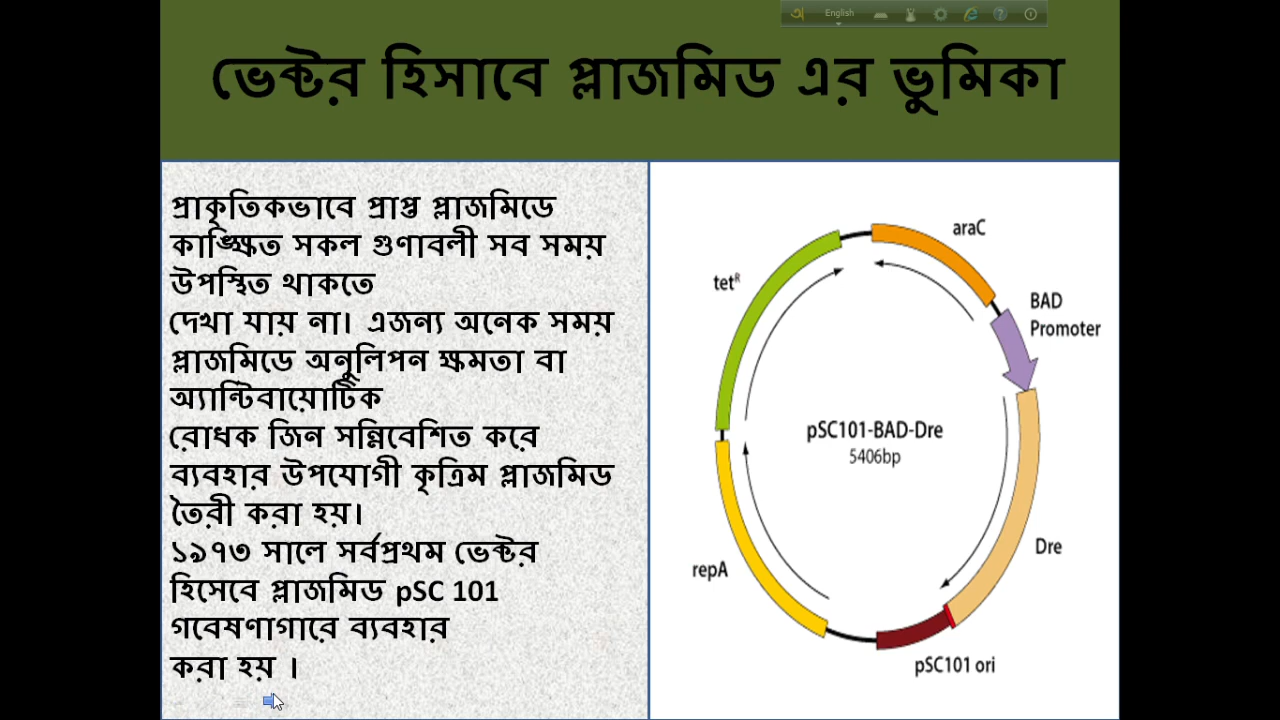 English
ভেক্টর হিসাবে প্লাজমিড এর ভুমিকা
প্রাকৃতিকভাবে প্রাপ্ত প্লাজমিডে
কাঙ্ক্ষিত সকল গুণাবলী সব সময়
উপস্থিত থাকতে
দেখা যায় না। এজন্য অনেক সময়
প্লাজমিডে অনুলিপন ক্ষমতা বা
অ্যান্টিবায়োটিক
রোধক জিন সন্নিবেশিত করে
ব্যবহার উপযোগী কৃত্রিম প্লাজমিড
তৈরী করা হয়।
১৯৭৩ সালে সর্বপ্রথম ভেক্টর
হিসেবে প্লাজমিড pSC 101
গবেষণাগারে ব্যবহার
করা হয় ।
araC
tetR
BAD
Promoter
pSC101-BAD-Dre
5406bp
Dre
repA
pSC101 ori